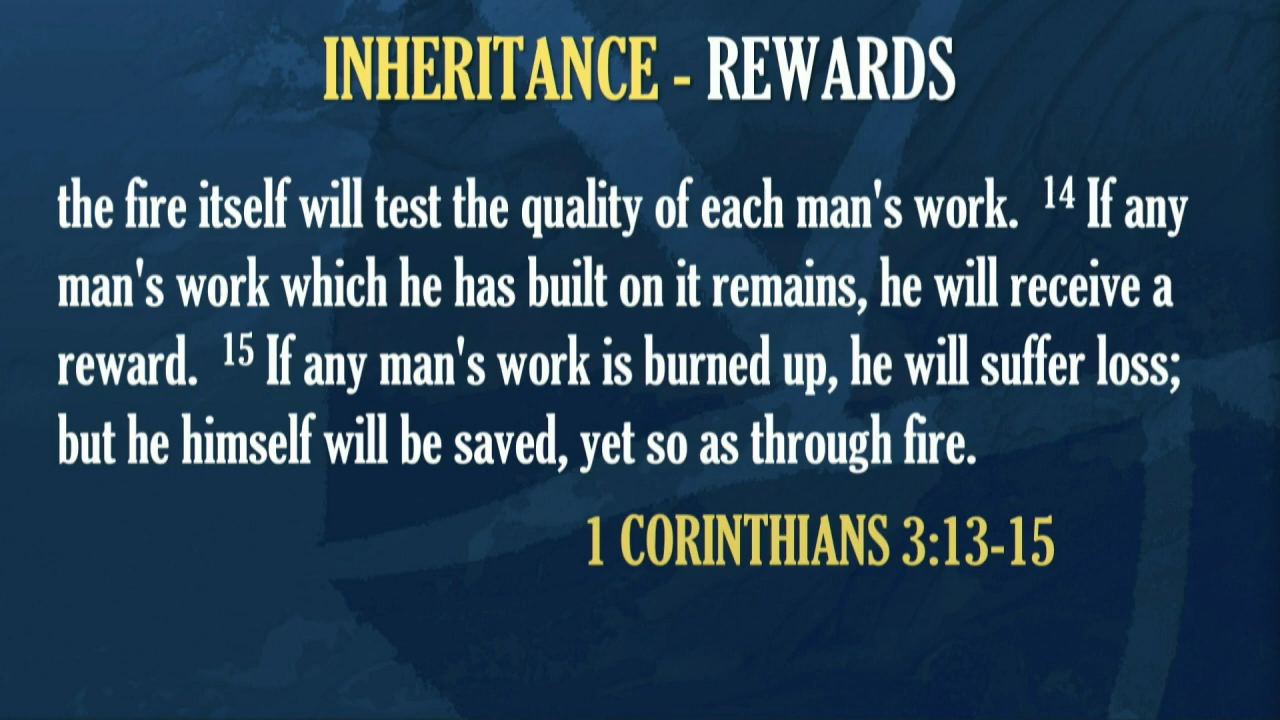 INHERITANCE - REWARDS
the fire itself will test the quality of each man's work. 14 If any
man's work which he has built on it remains, he will receive a
reward. 15 If any man's work is burned up, he will suffer loss;
but he himself will be saved, yet so as through fire.
1 CORINTHIANS 3:13-15